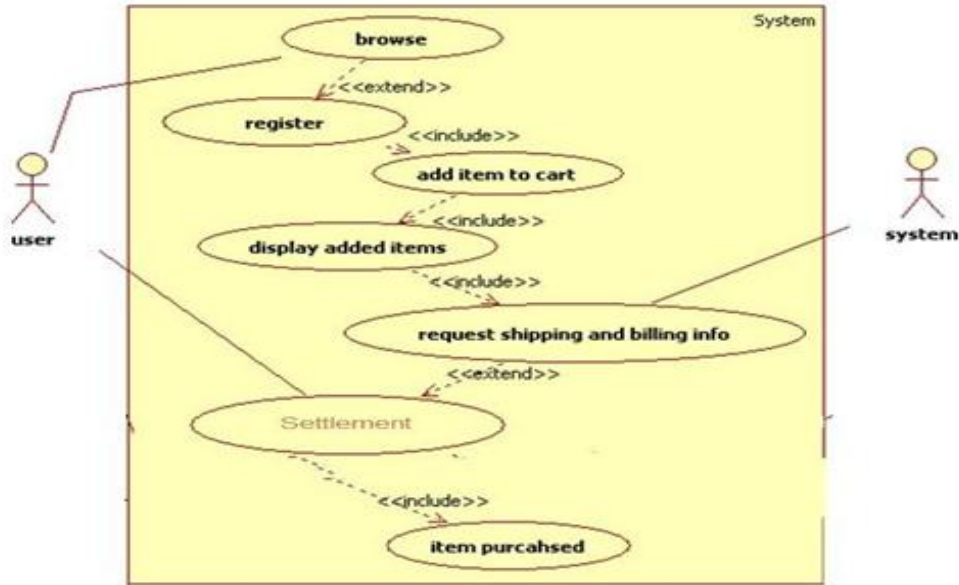 System
browse
<<extend>>
register
<<include>>
add item to cart
<<include>>
user
system
display added items
<<include>>
request shipping and billing info
<<extend>>
Settlement
<<include>>
item purcahsed